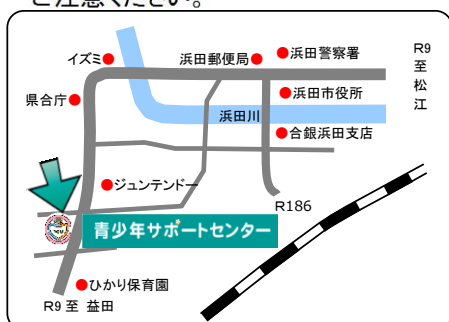 ご注意ください。
イズミ
浜田郵便局
浜田警察署
R9
至
松
江
県合庁
浜田市役所
浜田川
合銀浜田支店
ジュンテンドー
R186
青少年サポートセンター
ひかり保育園
R9 至 益田